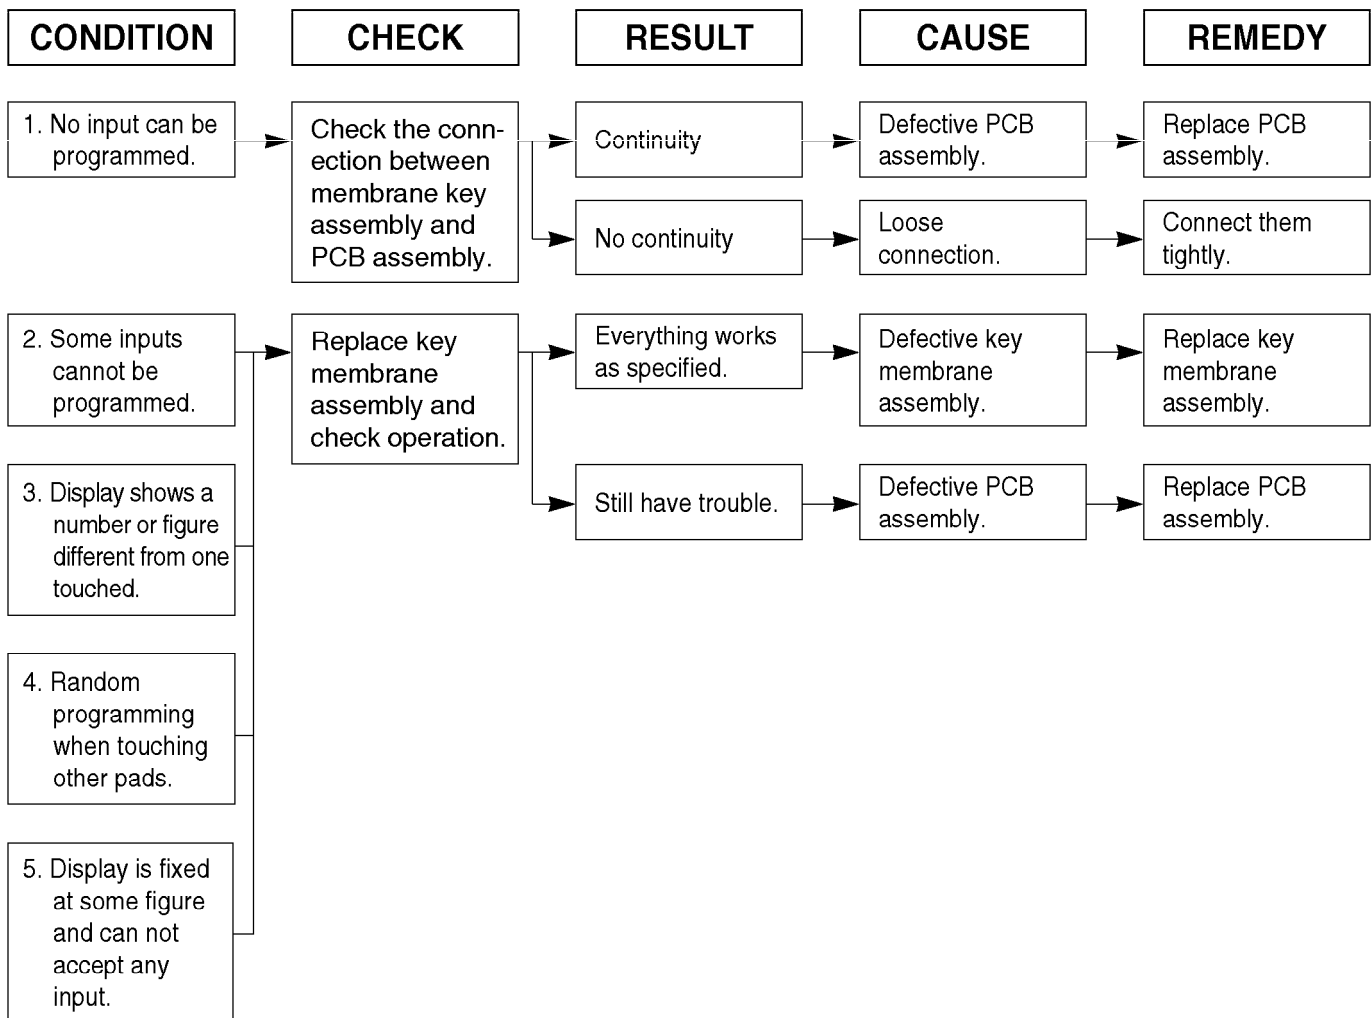 CONDITION
CHECK
RESULT
CAUSE
REMEDY
1. No input can be
programmed.
Check the conn-
ection between
membrane key
assembly and
PCB assembly.
Continuity
Defective PCB
assembly.
Replace PCB
assembly.
No continuity
Loose
connection.
Connect them
tightly.
2. Some inputs
cannot be
programmed.
Replace key
membrane
assembly and
check operation.
Everything works
as specified.
Defective key
membrane
assembly.
Replace key
membrane
assembly.
3. Display shows a
number or figure
different from one
touched.
Still have trouble.
Defective PCB
assembly.
Replace PCB
assembly.
4. Random
programming
when touching
other pads.
5. Display is fixed
at some figure
and can not
accept any
input.